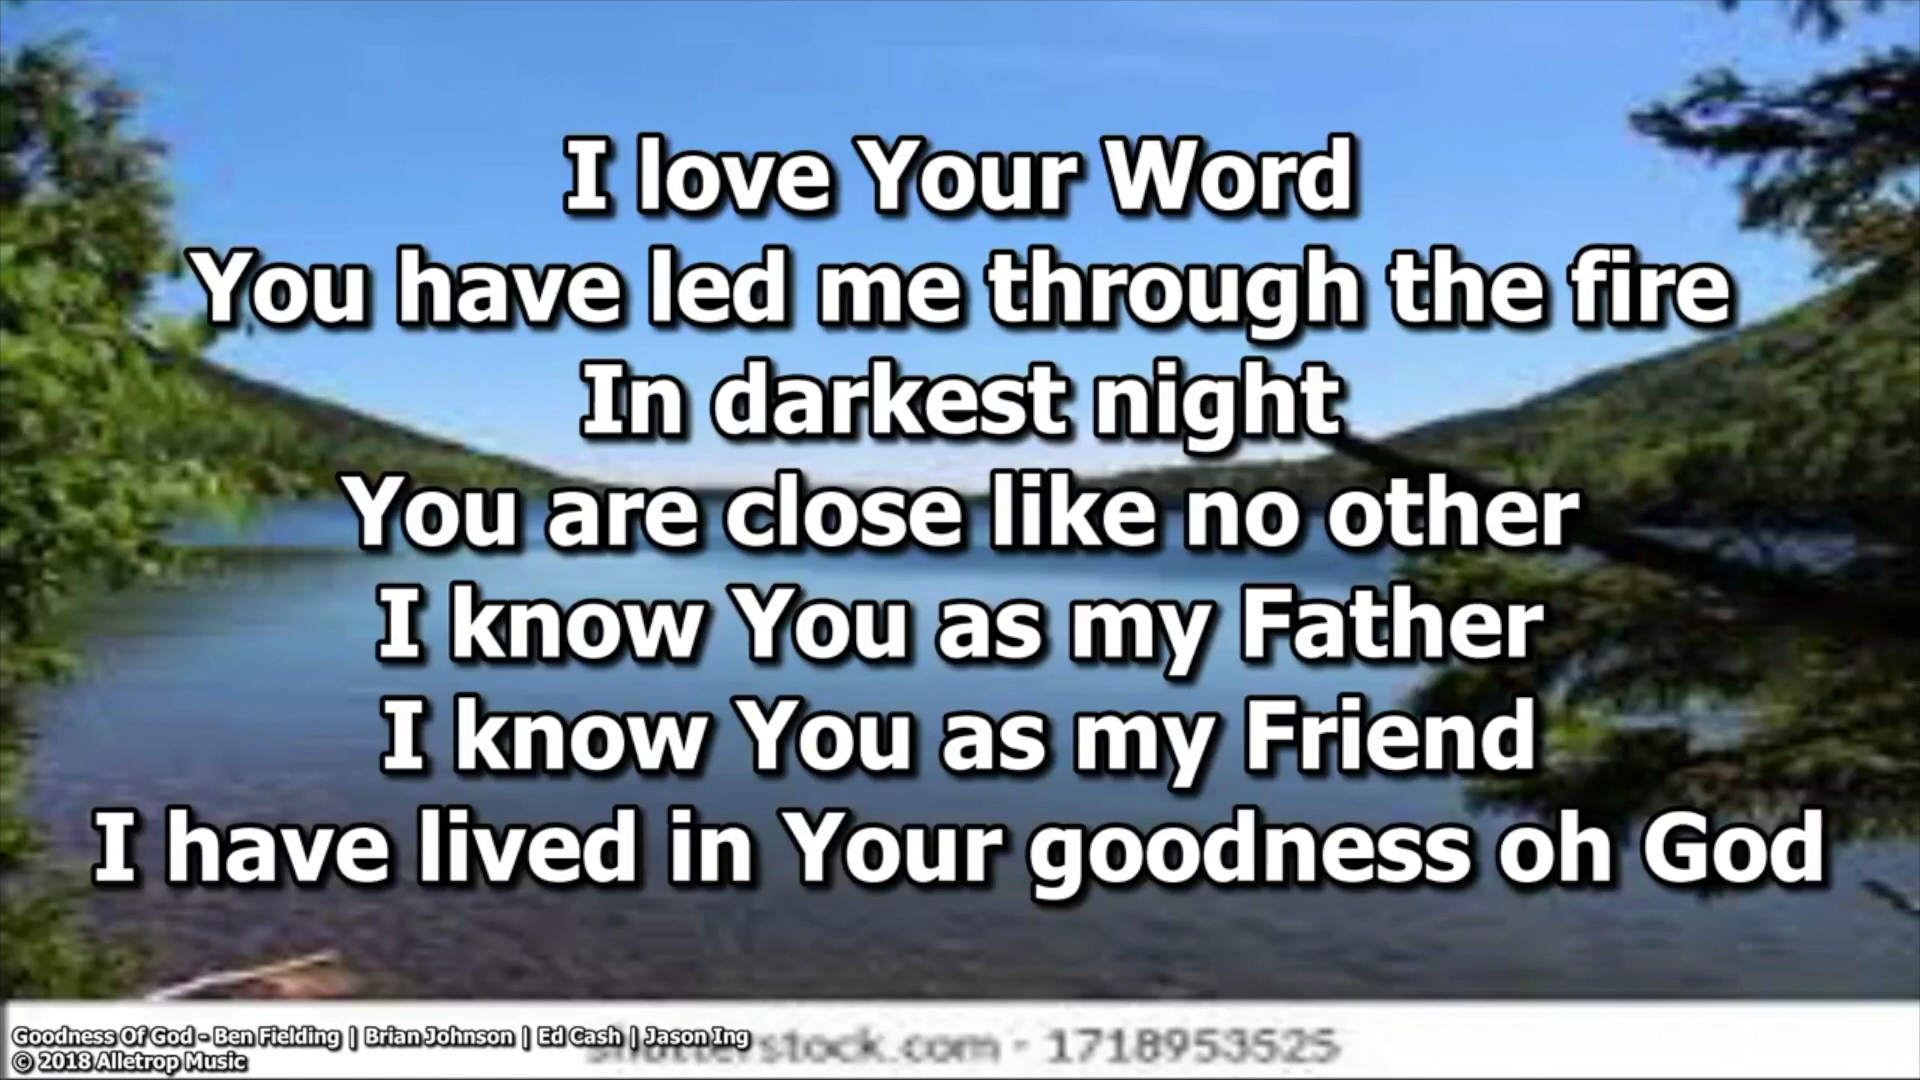 I love Your Word
You have led me through the fire
In darkest night
You are close like no other
I know You as my Father
I know You as my Friend
I have lived in Your goodness oh God
Goodness Of God - Ben Fielding | Brian Johnson | Ed Cash | Jason Ing
© 2018 Alletrop Music
shutterstock.com · 1718953525